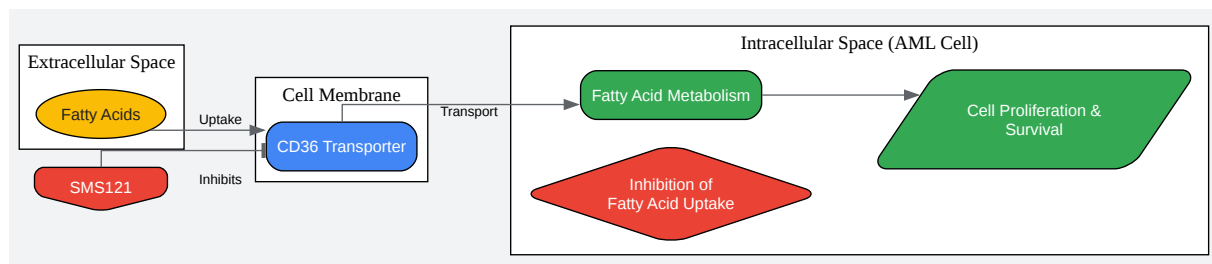 Extracellular Space
Fatty Acids
SMS121
Uptake
Inhibits
Cell Membrane
CD36 Transporter
Transport
Intracellular Space (AML Cell)
Fatty Acid Metabolism
Cell Proliferation &
Survival
Inhibition of
Fatty Acid Uptake